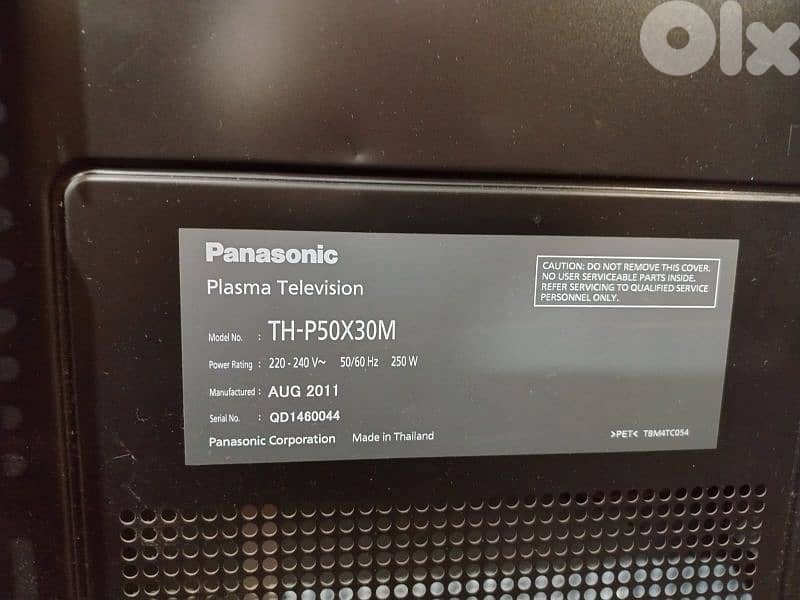 Olx
Panasonic
Plasma Television
Model No. : TH-P50X30M
Power Rating : 220 - 240 V~ 50/60 Hz 250 W
Manufactured : AUG 2011
Serial No. : QD1460044
Panasonic Corporation Made in Thailand
CAUTION: DO NOT REMOVE THIS COVER.
NO USER SERVICEABLE PARTS INSIDE.
REFER SERVICING TO QUALIFIED SERVICE
PERSONNEL ONLY.
>PET< TBM4TC054